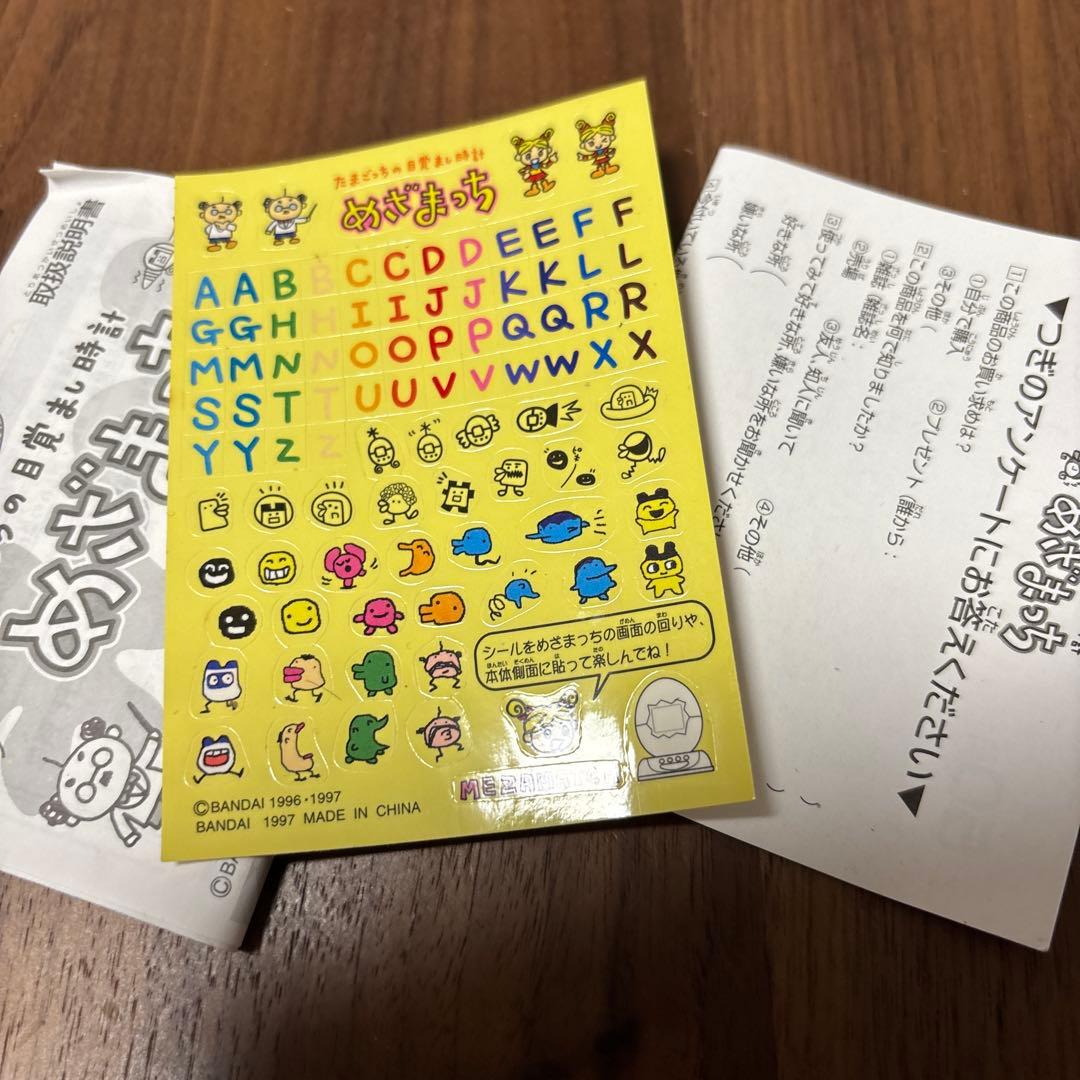 取扱説明書
の目覚まし時計
めざまっち
たまごっちの目覚まし時計
めざまっち
A A B B C C D D E E F F
G G H H I I J J K K L L
M M N N O O P P Q Q R R
S S T T U U V V W W X X
Y Y Z Z
シールをめざまっちの画面の回りや、
本体側面に貼って楽しんでね!
MEZAMATCH
©BANDAI 1996・1997
BANDAI 1997 MADE IN CHINA
©BA
めざまっち
▼つぎのアンケートにお答えください▼
1この商品のお買い求めは?
①自分で購入 ②プレゼント(誰から:
③その他(
2この商品を何で知りましたか?
①雑誌(雑誌名:
②売場 ③友人・知人に聞いて ④その他(
3使ってみて好きな所、嫌いな所をお聞かせくださ
好きな所(
嫌いな所(